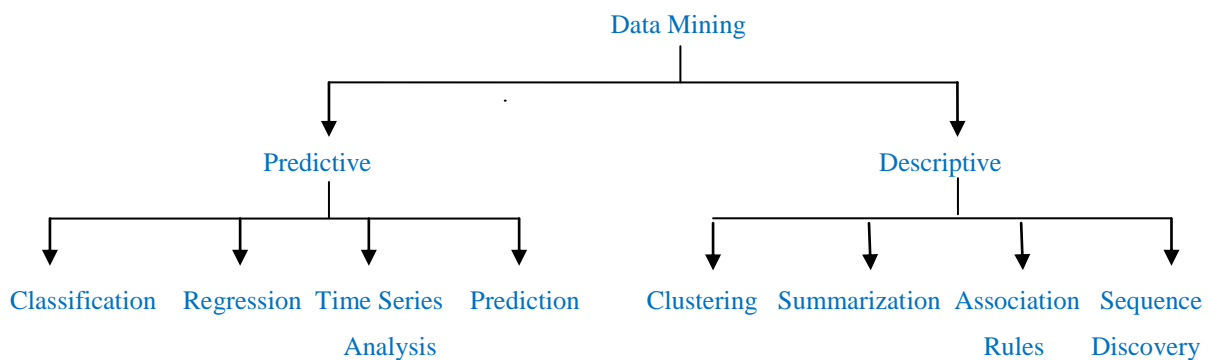 Data Mining
Predictive Descriptive
Classification Regression Time Series Prediction Clustering Summarization Association Sequence
Analysis Rules Discovery